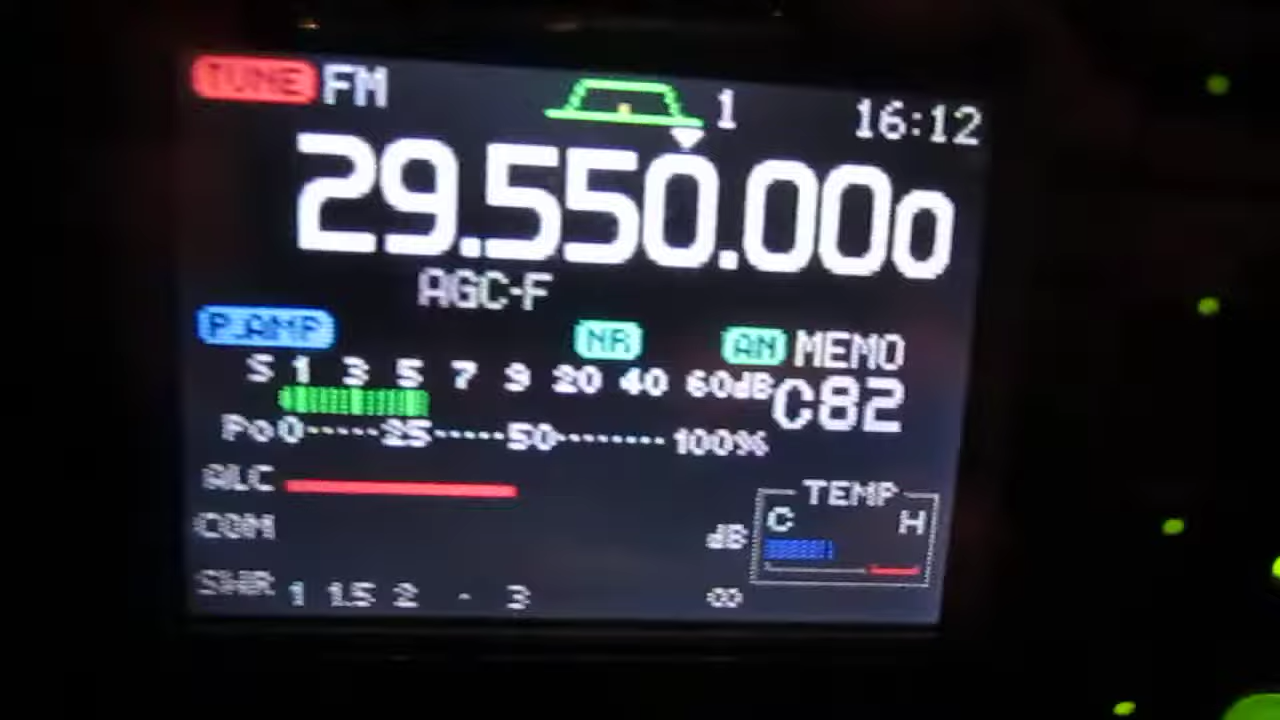 TUNE FM 1 16:12
29.550.000
AGC-F
P.AMP NR AN MEMO
S 1 3 5 7 9 20 40 60dB C82
Po 0 25 50 100%
ALC TEMP
C H
COM dB
SWR 1 1.5 2 3 ∞